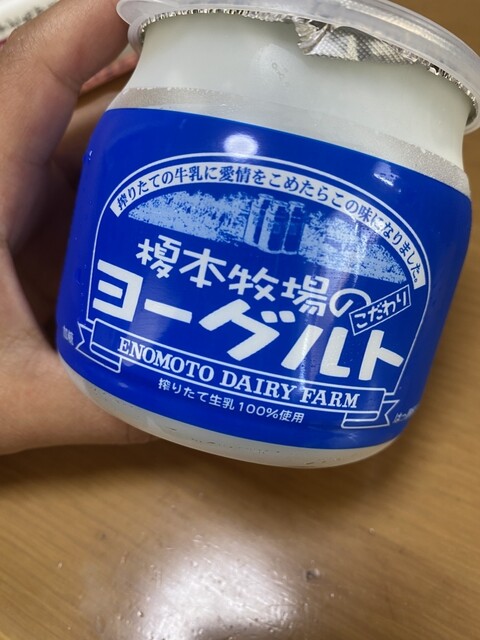 搾りたての牛乳に愛情をこめたらこの味になりました。
榎本牧場の
こだわり
ヨーグルト
ENOMOTO DAIRY FARM
搾りたて生乳100%使用